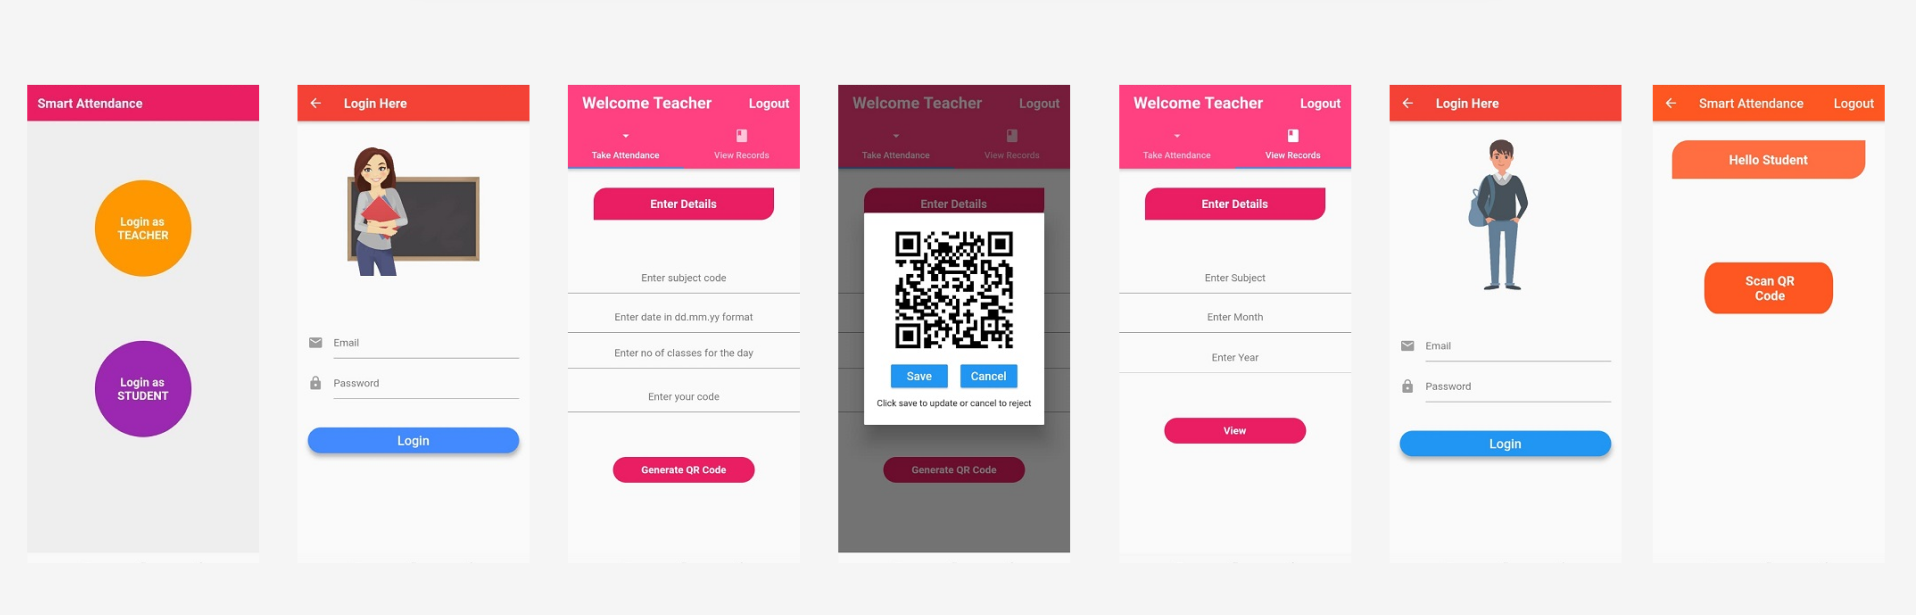 Smart Attendance
Login as
TEACHER
Login as
STUDENT
Login Here
Email
Password
Login
Welcome Teacher
Logout
Take Attendance
View Records
Enter Details
Enter subject code
Enter date in dd.mm.yy format
Enter no of classes for the day
Enter your code
Generate QR Code
Welcome Teacher
Logout
Take Attendance
View Records
Enter Details
Save
Cancel
Click save to update or cancel to reject
Generate QR Code
Welcome Teacher
Logout
Take Attendance
View Records
Enter Details
Enter Subject
Enter Month
Enter Year
View
Login Here
Email
Password
Login
Smart Attendance
Logout
Hello Student
Scan QR
Code